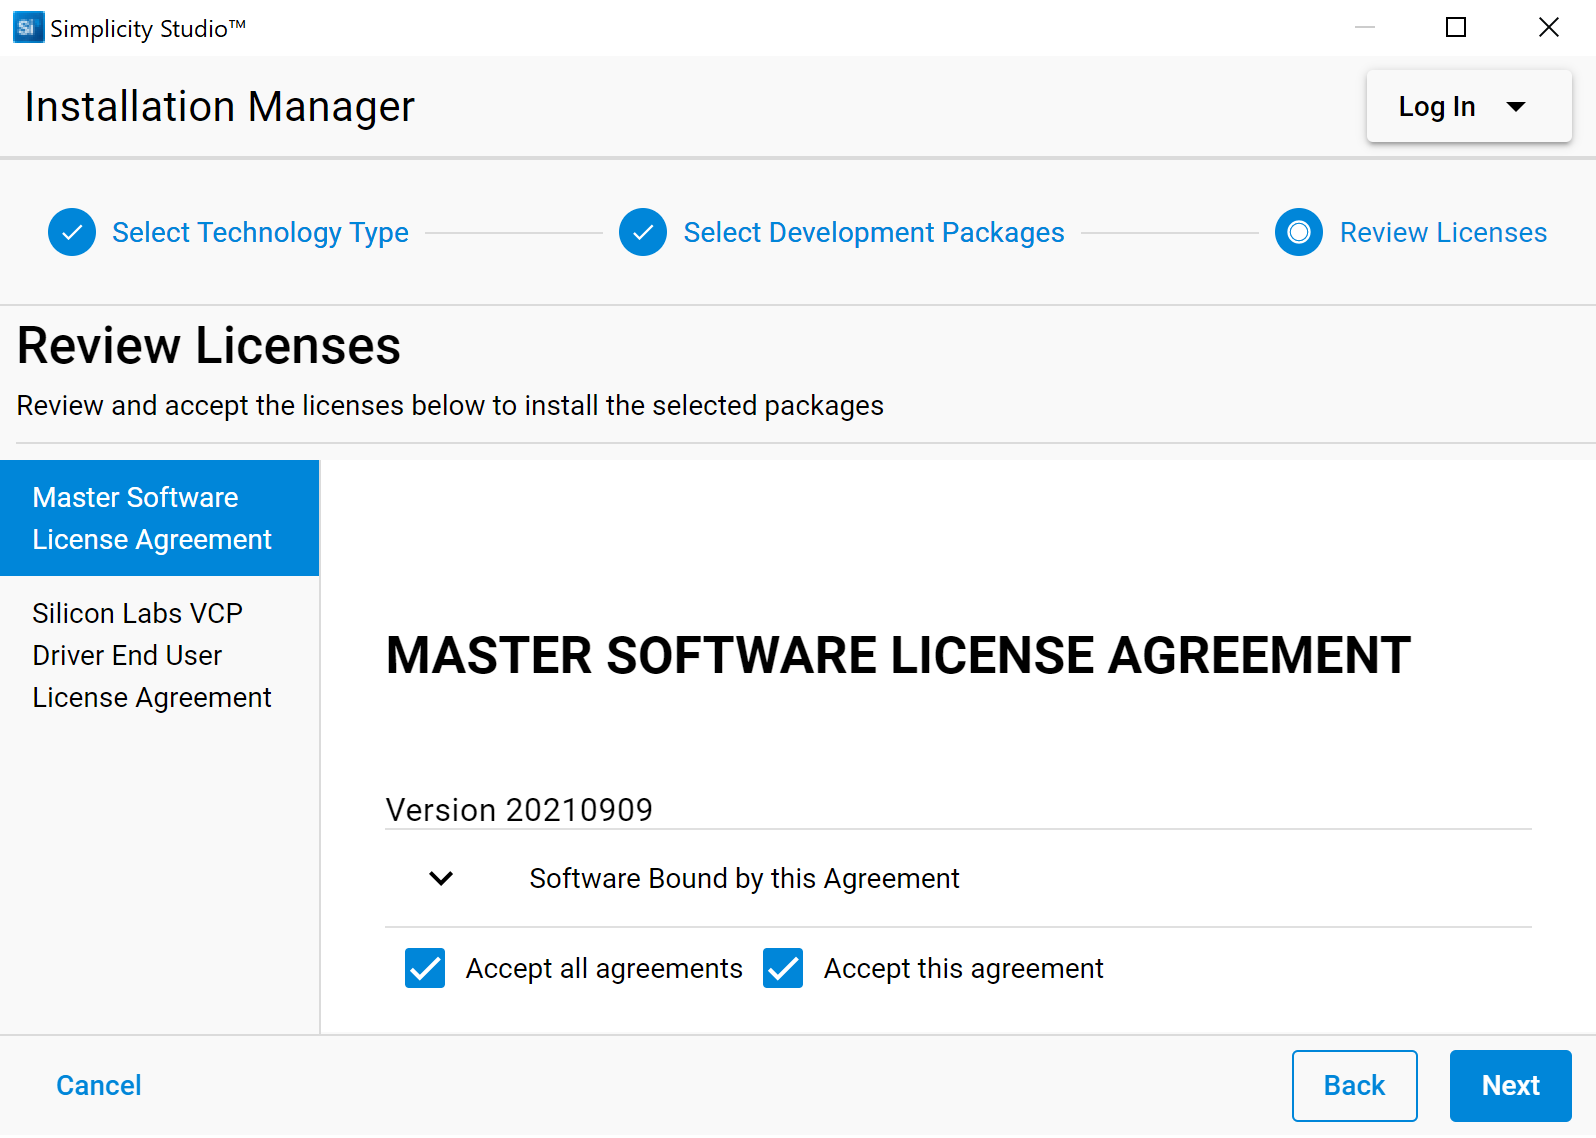 Si Simplicity Studio™
Installation Manager
Log In
Select Technology Type
Select Development Packages
Review Licenses
Review Licenses
Review and accept the licenses below to install the selected packages
Master Software
License Agreement
Silicon Labs VCP
Driver End User
License Agreement
MASTER SOFTWARE LICENSE AGREEMENT
Version 20210909
Software Bound by this Agreement
Accept all agreements
Accept this agreement
Cancel
Back
Next